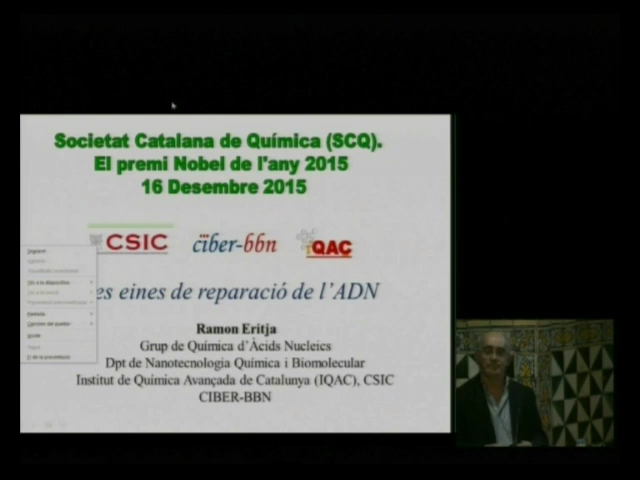 Societat Catalana de Química (SCQ).
El premi Nobel de l'any 2015
16 Desembre 2015
CSIC
ciber-bbn
iQAC
es eines de reparació de l'ADN
Ramon Eritja
Grup de Química d'Àcids Nucleics
Dpt de Nanotecnologia Química i Biomolecular
Institut de Química Avançada de Catalunya (IQAC), CSIC
CIBER-BBN